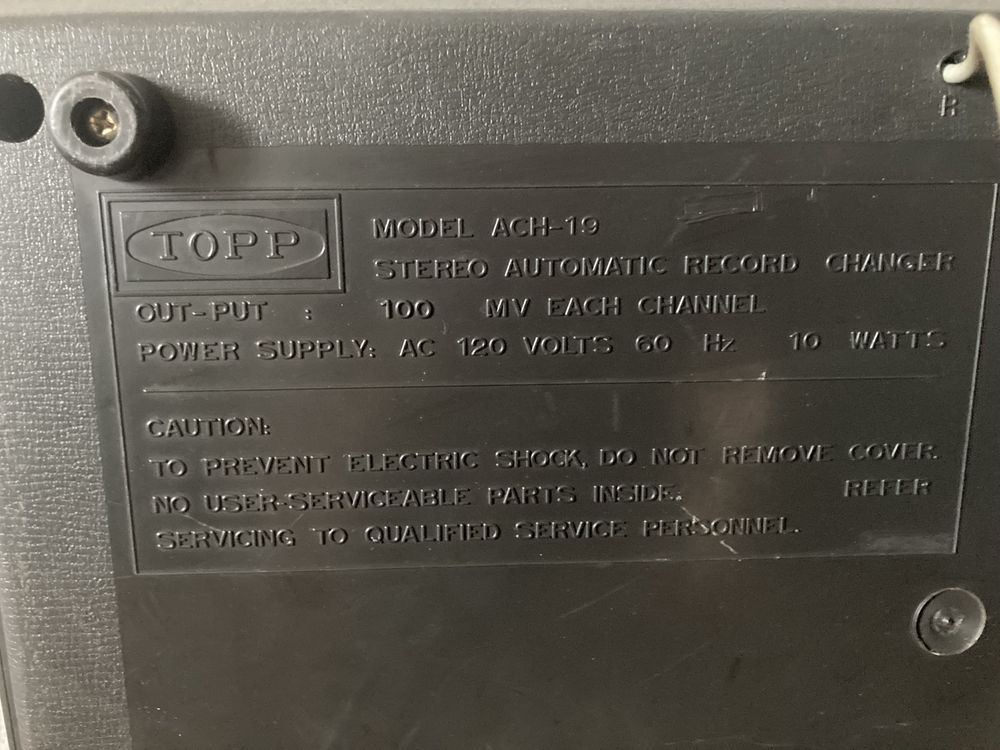 R
TOPP
MODEL ACH-19
STEREO AUTOMATIC RECORD CHANGER
OUT-PUT : 100 MV EACH CHANNEL
POWER SUPPLY: AC 120 VOLTS 60 Hz 10 WATTS
CAUTION:
TO PREVENT ELECTRIC SHOCK, DO NOT REMOVE COVER.
NO USER-SERVICEABLE PARTS INSIDE. REFER
SERVICING TO QUALIFIED SERVICE PERSONNEL.